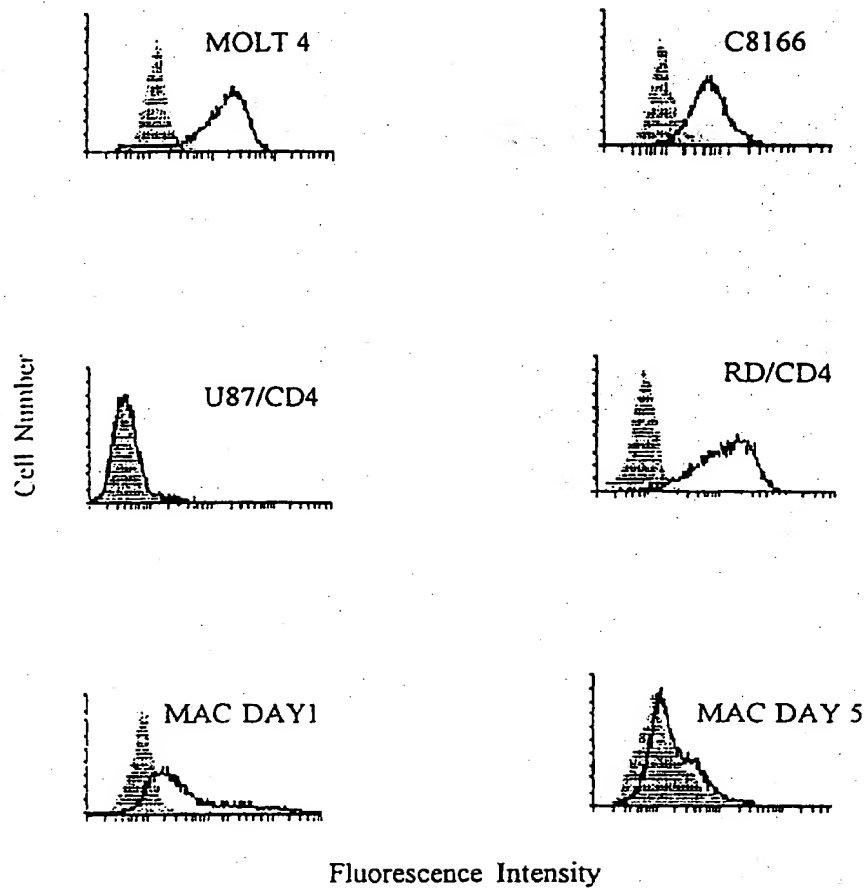 MOLT 4
C8166
U87/CD4
RD/CD4
Cell Number
MAC DAY1
MAC DAY 5
Fluorescence Intensity